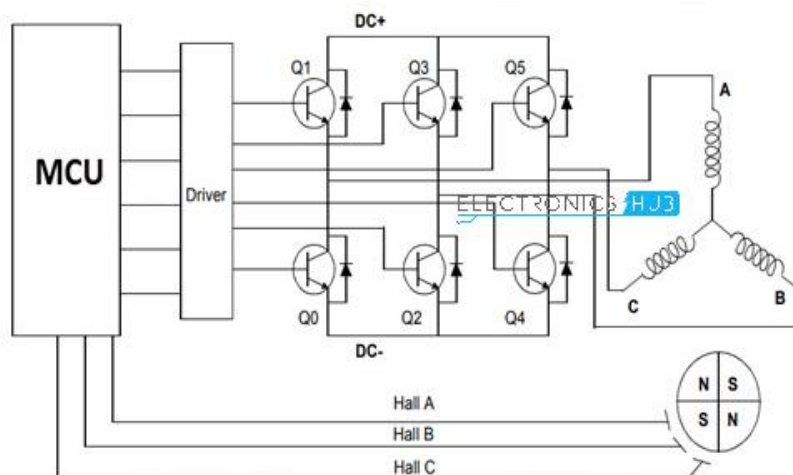 DC+
Q1
Q3
Q5
A
MCU
Driver
ELECTRONICS HUB
C
B
Q0
Q2
Q4
DC-
N S
S N
Hall A
Hall B
Hall C